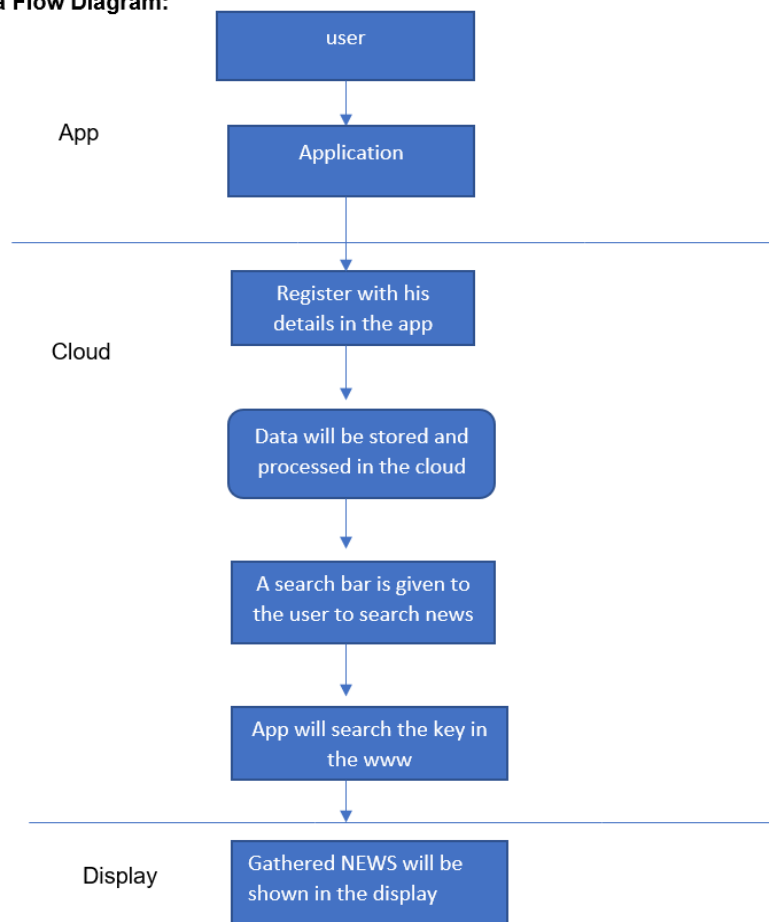 a Flow Diagram:
user
App
Application
Register with his
details in the app
Cloud
Data will be stored and
processed in the cloud
A search bar is given to
the user to search news
App will search the key in
the www
Display
Gathered NEWS will be
shown in the display